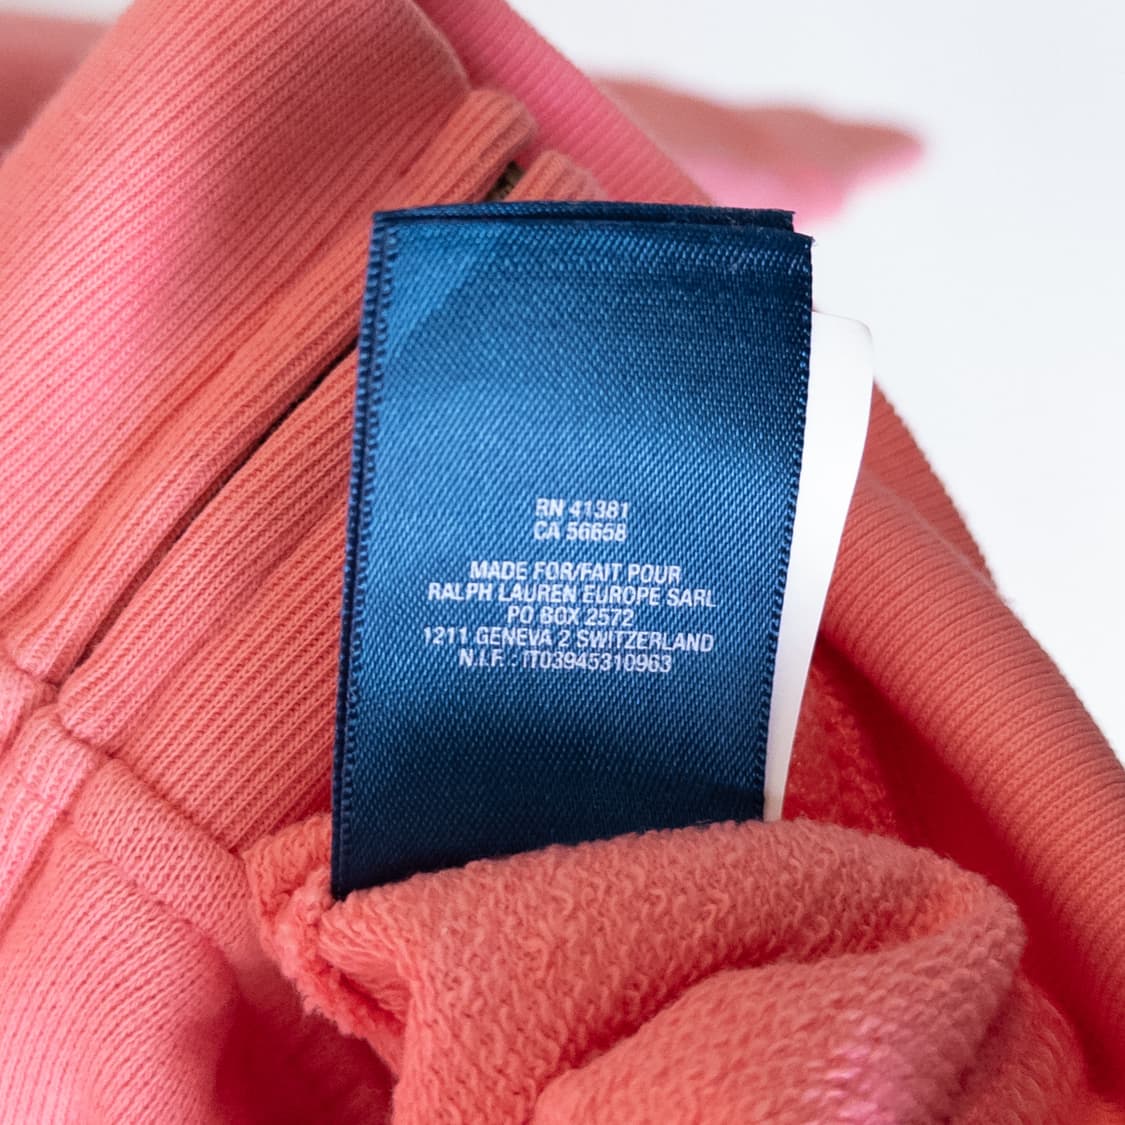 RN 41381
CA 56658
MADE FOR/FAIT POUR
RALPH LAUREN EUROPE SARL
PO BOX 2572
1211 GENEVA 2 SWITZERLAND
N.I.F. : IT03945310963